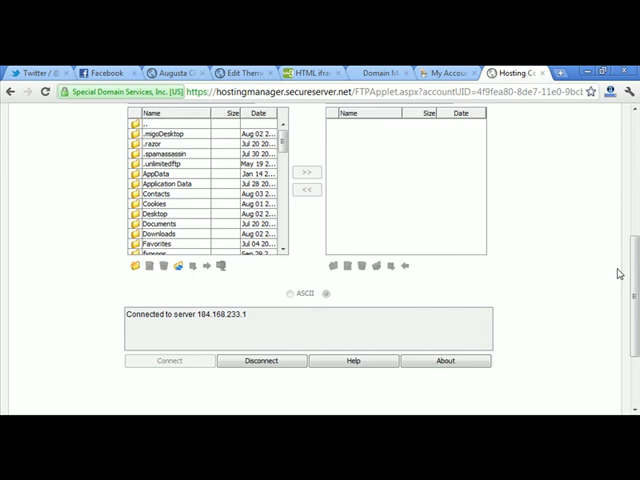 Twitter / @
Facebook
Augusta C
Edit Them
HTML ifra
Domain M
My Accou
Hosting Co
Special Domain Services, Inc. [US]
https://hostingmanager.secureserver.net/FTPApplet.aspx?accountUID=4f9fea80-8de7-11e0-9bcb
Name Size Date
Name Size Date
..
.migoDesktop Aug 02 2...
.razor Jul 20 20...
.spamassassin Jul 30 20...
.unlimitedftp May 19 2...
AppData Jan 14 2...
Application Data Jul 28 20...
Contacts Aug 03 2...
Cookies Aug 01 2...
Desktop Aug 02 2...
Documents Jul 20 20...
Downloads Aug 02 2...
Favorites Jul 04 20...
>>
<<
ASCII
Connected to server 184.168.233.1
Connect Disconnect Help About